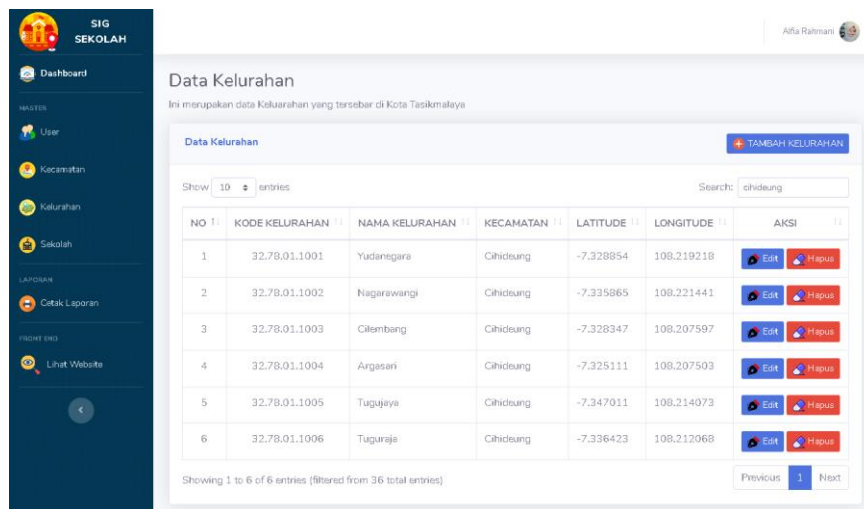 SIG
SEKOLAH
Alfia Rahmani
Dashboard
MASTER
User
Kecamatan
Kelurahan
Sekolah
LAPORAN
Cetak Laporan
FRONT END
Lihat Website
Data Kelurahan
Ini merupakan data Keluarahan yang tersebar di Kota Tasikmalaya
Data Kelurahan
TAMBAH KELURAHAN
Show 10 entries
Search: cihideung
NO KODE KELURAHAN NAMA KELURAHAN KECAMATAN LATITUDE LONGITUDE AKSI
1 32.78.01.1001 Yudanegara Cihideung -7.328854 108.219218 Edit Hapus
2 32.78.01.1002 Nagarawangi Cihideung -7.335865 108.221441 Edit Hapus
3 32.78.01.1003 Cilembang Cihideung -7.328347 108.207597 Edit Hapus
4 32.78.01.1004 Argasari Cihideung -7.325111 108.207503 Edit Hapus
5 32.78.01.1005 Tugujaya Cihideung -7.347011 108.214073 Edit Hapus
6 32.78.01.1006 Tuguraja Cihideung -7.336423 108.212068 Edit Hapus
Showing 1 to 6 of 6 entries (filtered from 36 total entries)
Previous 1 Next